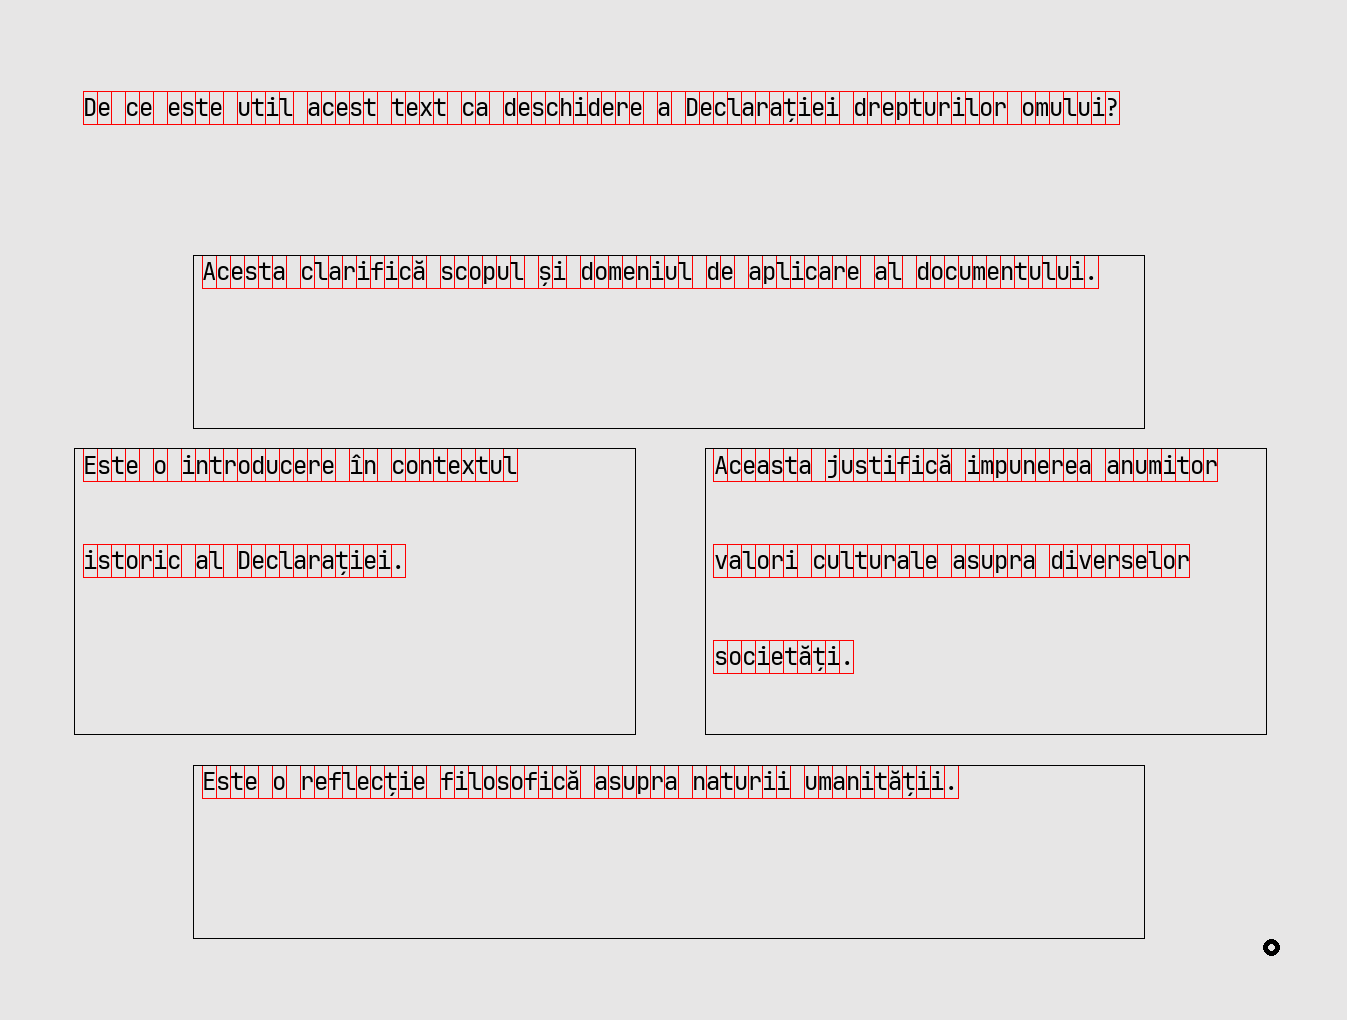 De ce este util acest text ca deschidere a Declarației drepturilor omului?
Acesta clarifică scopul și domeniul de aplicare al documentului.
Este o introducere în contextul
istoric al Declarației.
Aceasta justifică impunerea anumitor
valori culturale asupra diverselor
societăți.
Este o reflecție filosofică asupra naturii umanității.